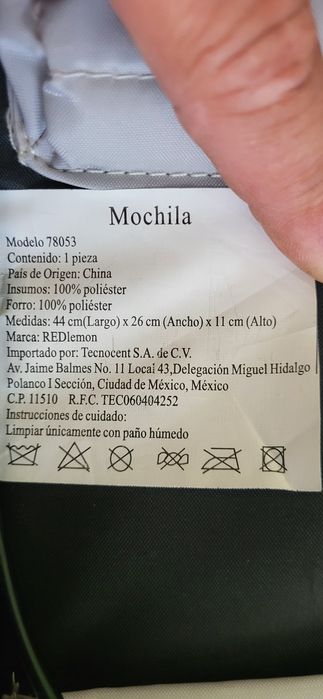 Mochila
Modelo 78053
Contenido: 1 pieza
País de Origen: China
Insumos: 100% poliéster
Forro: 100% poliéster
Medidas: 44 cm(Largo) x 26 cm (Ancho) x 11 cm (Alto)
Marca: REDlemon
Importado por: Tecnocent S.A. de C.V.
Av. Jaime Balmes No. 11 Local 43,Delegación Miguel Hidalgo
Polanco I Sección, Ciudad de México, México
C.P. 11510 R.F.C. TEC060404252
Instrucciones de cuidado:
Limpiar únicamente con paño húmedo